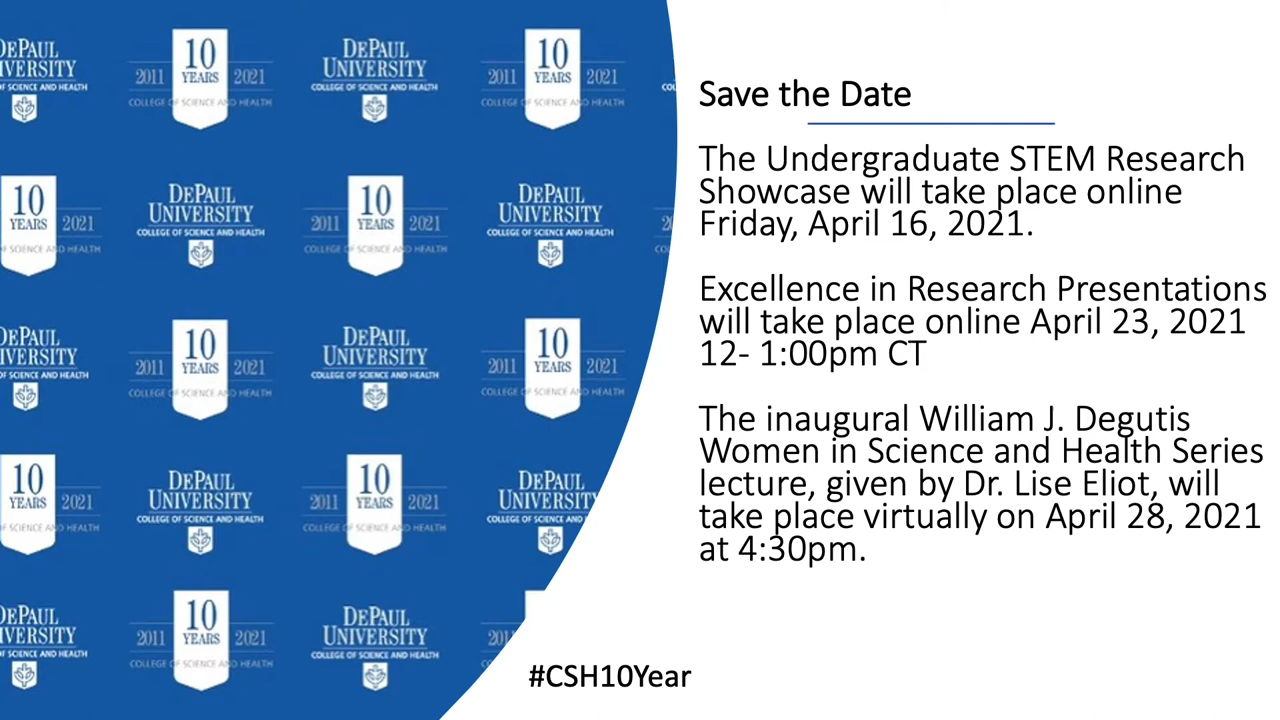 DEPAUL UNIVERSITY
COLLEGE OF SCIENCE AND HEALTH
10 YEARS
2011 2021
COLLEGE OF SCIENCE AND HEALTH
Save the Date
The Undergraduate STEM Research
Showcase will take place online
Friday, April 16, 2021.
Excellence in Research Presentations
will take place online April 23, 2021
12- 1:00pm CT
The inaugural William J. Degutis
Women in Science and Health Series
lecture, given by Dr. Lise Eliot, will
take place virtually on April 28, 2021
at 4:30pm.
#CSH10Year